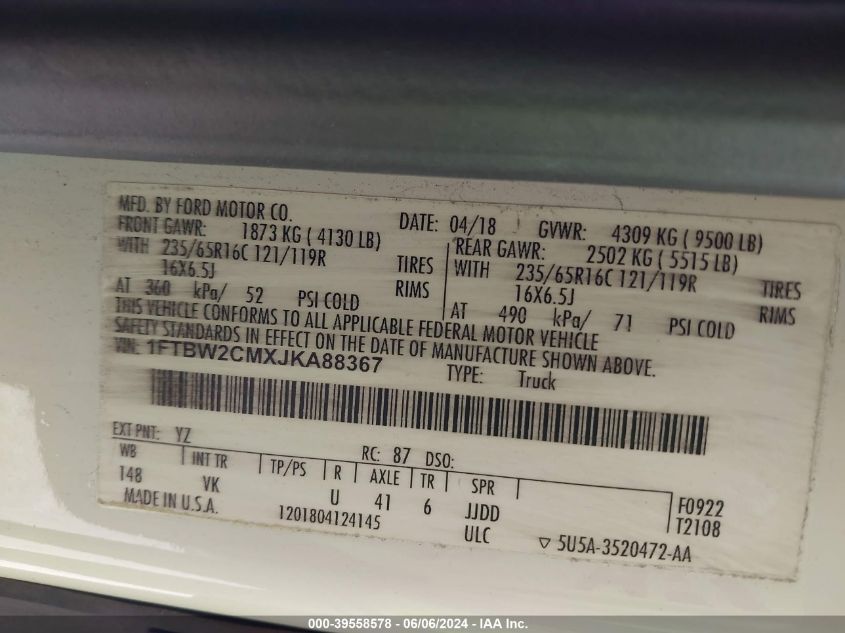 MFD. BY FORD MOTOR CO.
DATE: 04/18 GVWR: 4309 KG ( 9500 LB)
FRONT GAWR: 1873 KG ( 4130 LB)
WITH 235/65R16C 121/119R TIRES
16X6.5J RIMS
AT 360 kPa/ 52 PSI COLD
REAR GAWR: 2502 KG ( 5515 LB)
WITH 235/65R16C 121/119R TIRES
16X6.5J RIMS
AT 490 kPa/ 71 PSI COLD
THIS VEHICLE CONFORMS TO ALL APPLICABLE FEDERAL MOTOR VEHICLE
SAFETY STANDARDS IN EFFECT ON THE DATE OF MANUFACTURE SHOWN ABOVE.
VIN: 1FTBW2CMXJKA88367
TYPE: Truck
EXT PNT: YZ RC: 87 DSO:
WB INT TR TP/PS R AXLE TR SPR
148 VK U 41 6 JJDD
F0922
T2108
MADE IN U.S.A. 1201804124145 ULC
▽ 5U5A-3520472-AA
000-39558578 - 06/06/2024 - IAA Inc.